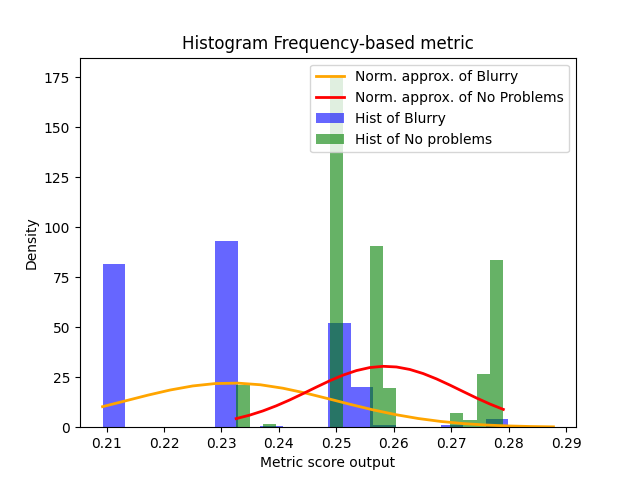 Histogram Frequency-based metric
Norm. approx. of Blurry
Norm. approx. of No Problems
Hist of Blurry
Hist of No problems
Density
175
150
125
100
75
50
25
0
0.21 0.22 0.23 0.24 0.25 0.26 0.27 0.28 0.29
Metric score output